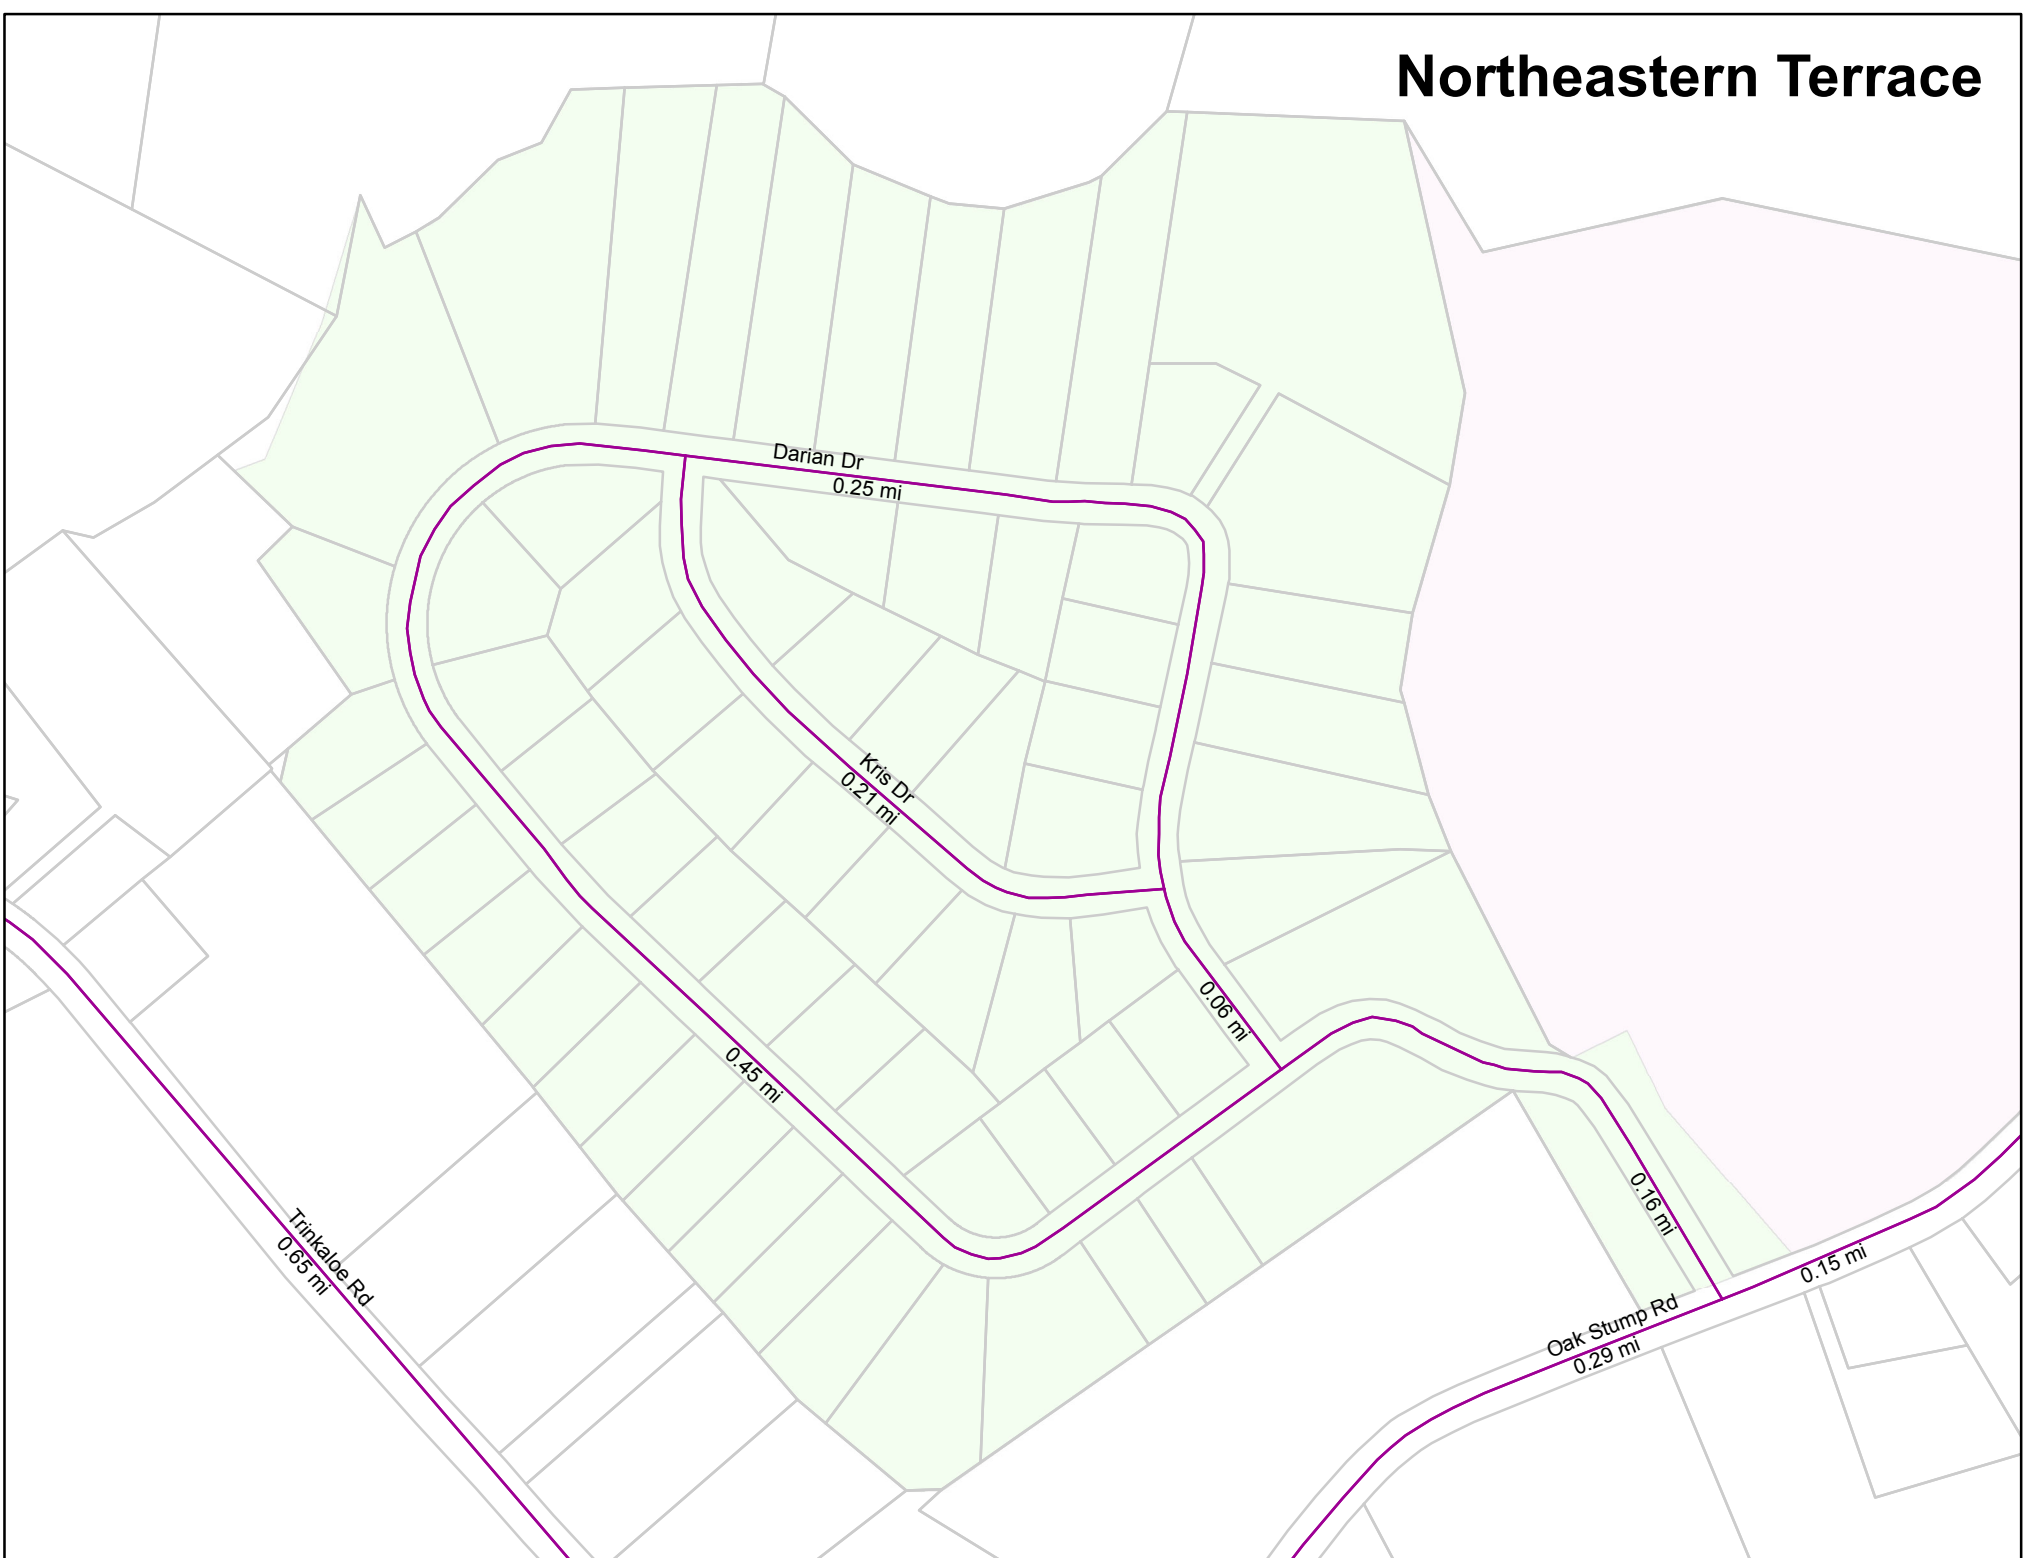 Northeastern Terrace
Darian Dr
0.25 mi
Kris Dr
0.21 mi
0.06 mi
0.45 mi
0.16 mi
Trinkaloe Rd
0.65 mi
0.15 mi
Oak Stump Rd
0.29 mi